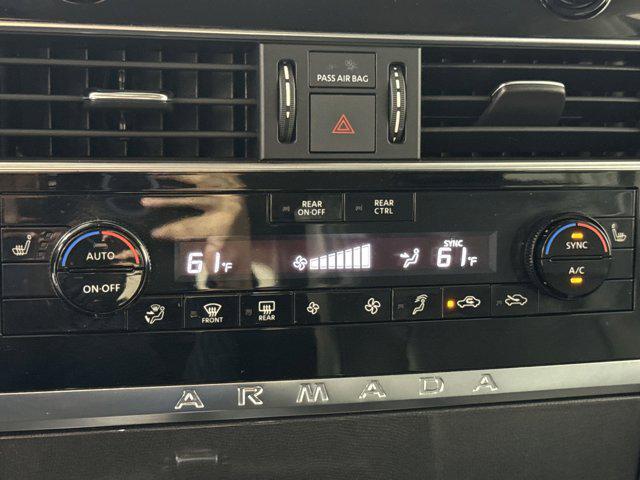 PASS AIR BAG
REAR ON·OFF
REAR CTRL
AUTO
ON·OFF
61°F
SYNC
61°F
SYNC
A/C
FRONT
REAR
ARMADA